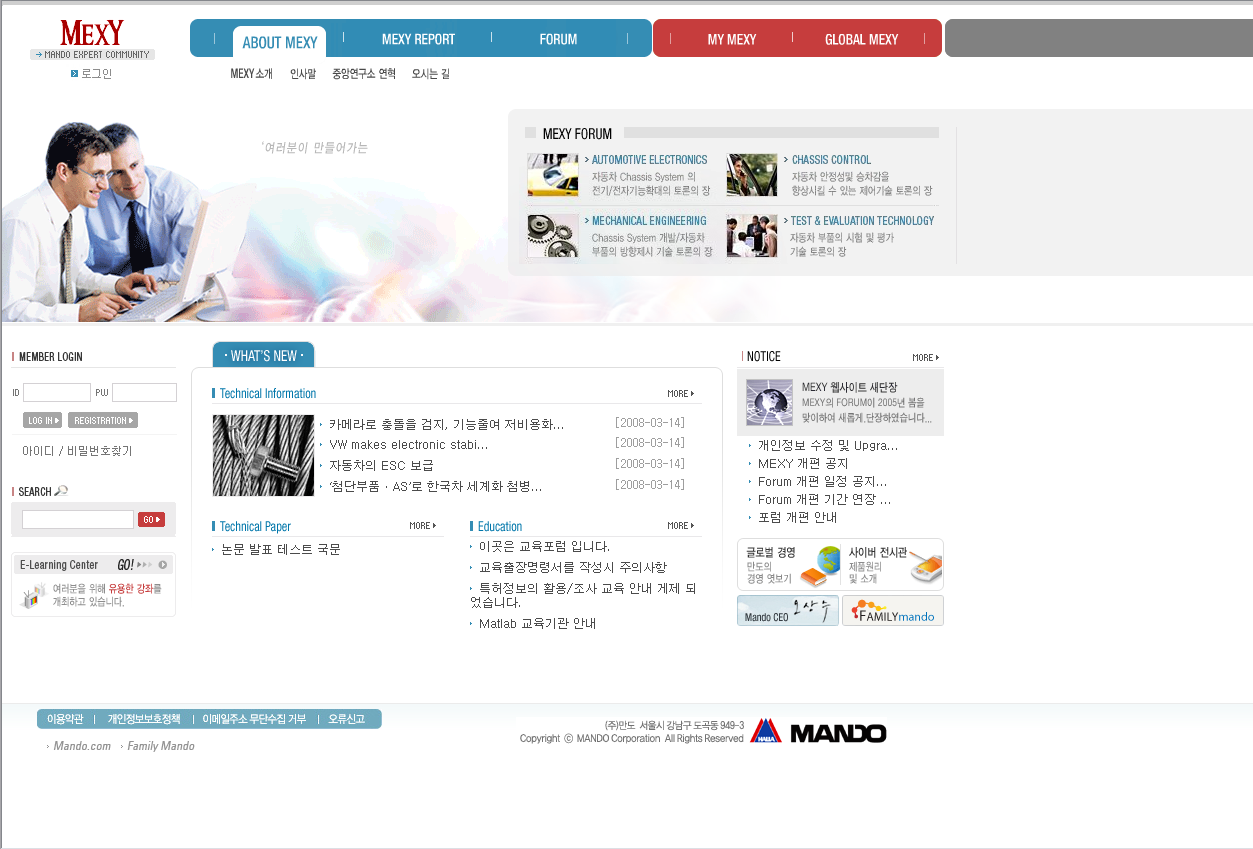 MEXY
MANDO EXPERT COMMUNITY
로그인
ABOUT MEXY
MEXY REPORT
FORUM
MY MEXY
GLOBAL MEXY
MEXY 소개
인사말
중앙연구소 연혁
오시는 길
'여러분이 만들어가는
MEXY FORUM
AUTOMOTIVE ELECTRONICS
자동차 Chassis System 의
전기/전자기능확대의 토론의 장
CHASSIS CONTROL
자동차 안정성및 승차감을
향상시킬 수 있는 제어기술 토론의 장
MECHANICAL ENGINEERING
Chassis System 개발/자동차
부품의 방향제시 기술 토론의 장
TEST & EVALUATION TECHNOLOGY
자동차 부품의 시험 및 평가
기술 토론의 장
MEMBER LOGIN
ID
PW
LOG IN
REGISTRATION
아이디 / 비밀번호찾기
SEARCH
GO
E-Learning Center GO!
여러분을 위해 유용한 강좌를
개최하고 있습니다.
· WHAT'S NEW ·
Technical Information
MORE
카메라로 충돌을 검지, 기능줄여 저비용화... [2008-03-14]
VW makes electronic stabi... [2008-03-14]
자동차의 ESC 보급 [2008-03-14]
'첨단부품 · AS'로 한국차 세계화 첨병... [2008-03-14]
Technical Paper
MORE
논문 발표 테스트 국문
Education
MORE
이곳은 교육포럼 입니다.
교육출장명령서를 작성시 주의사항
특허정보의 활용/조사 교육 안내 게제 되
었습니다.
Matlab 교육기관 안내
NOTICE
MORE
MEXY 웹사이트 새단장
MEXY의 FORUM이 2005년 봄을
맞이하여 새롭게 단장하였습니다...
개인정보 수정 및 Upgra...
MEXY 개편 공지
Forum 개편 일정 공지...
Forum 개편 기간 연장 ...
포럼 개편 안내
글로벌 경영
만도의
경영 엿보기
사이버 전시관
제품원리
및 소개
Mando CEO 오상수
FAMILYmando
이용약관
개인정보보호정책
이메일주소 무단수집 거부
오류신고
Mando.com
Family Mando
(주)만도 서울시 강남구 도곡동 949-3
Copyright ⓒ MANDO Corporation All Rights Reserved
HALLA
MANDO